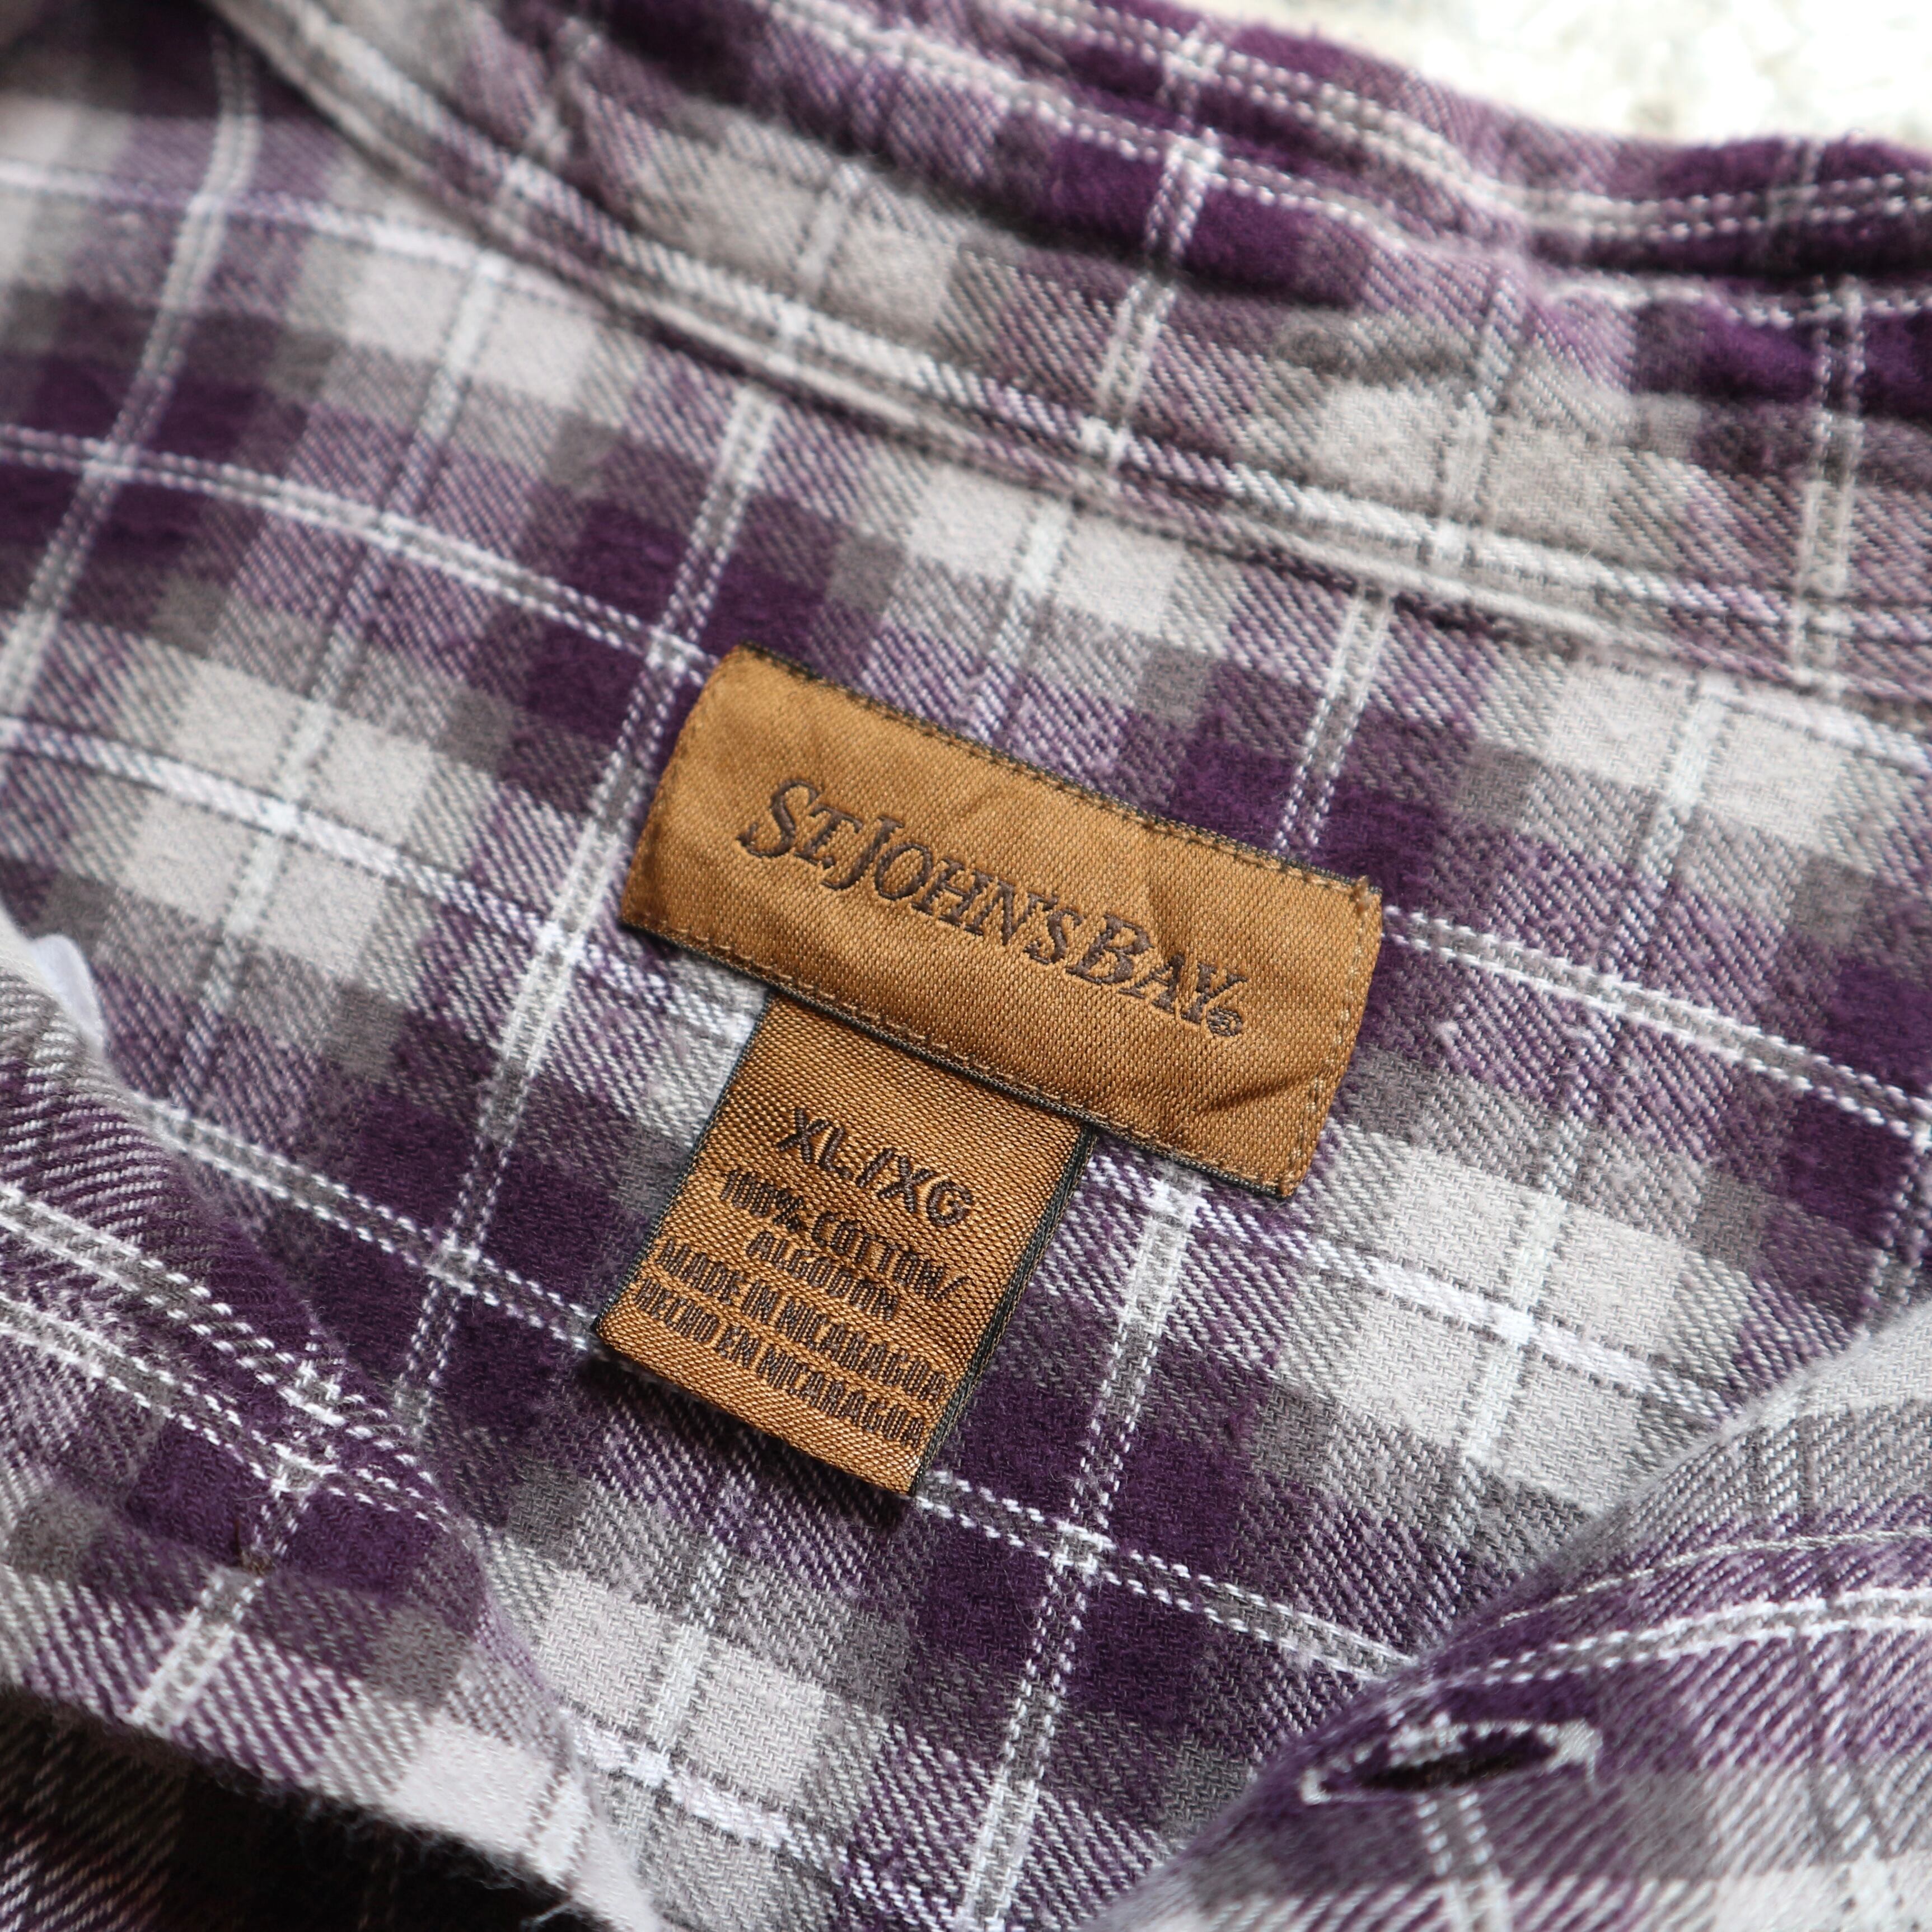 ST. JOHN'S BAY®
XL/XG
100% COTTON/
ALGODON
MADE IN NICARAGUA
HECHO EN NICARAGUA